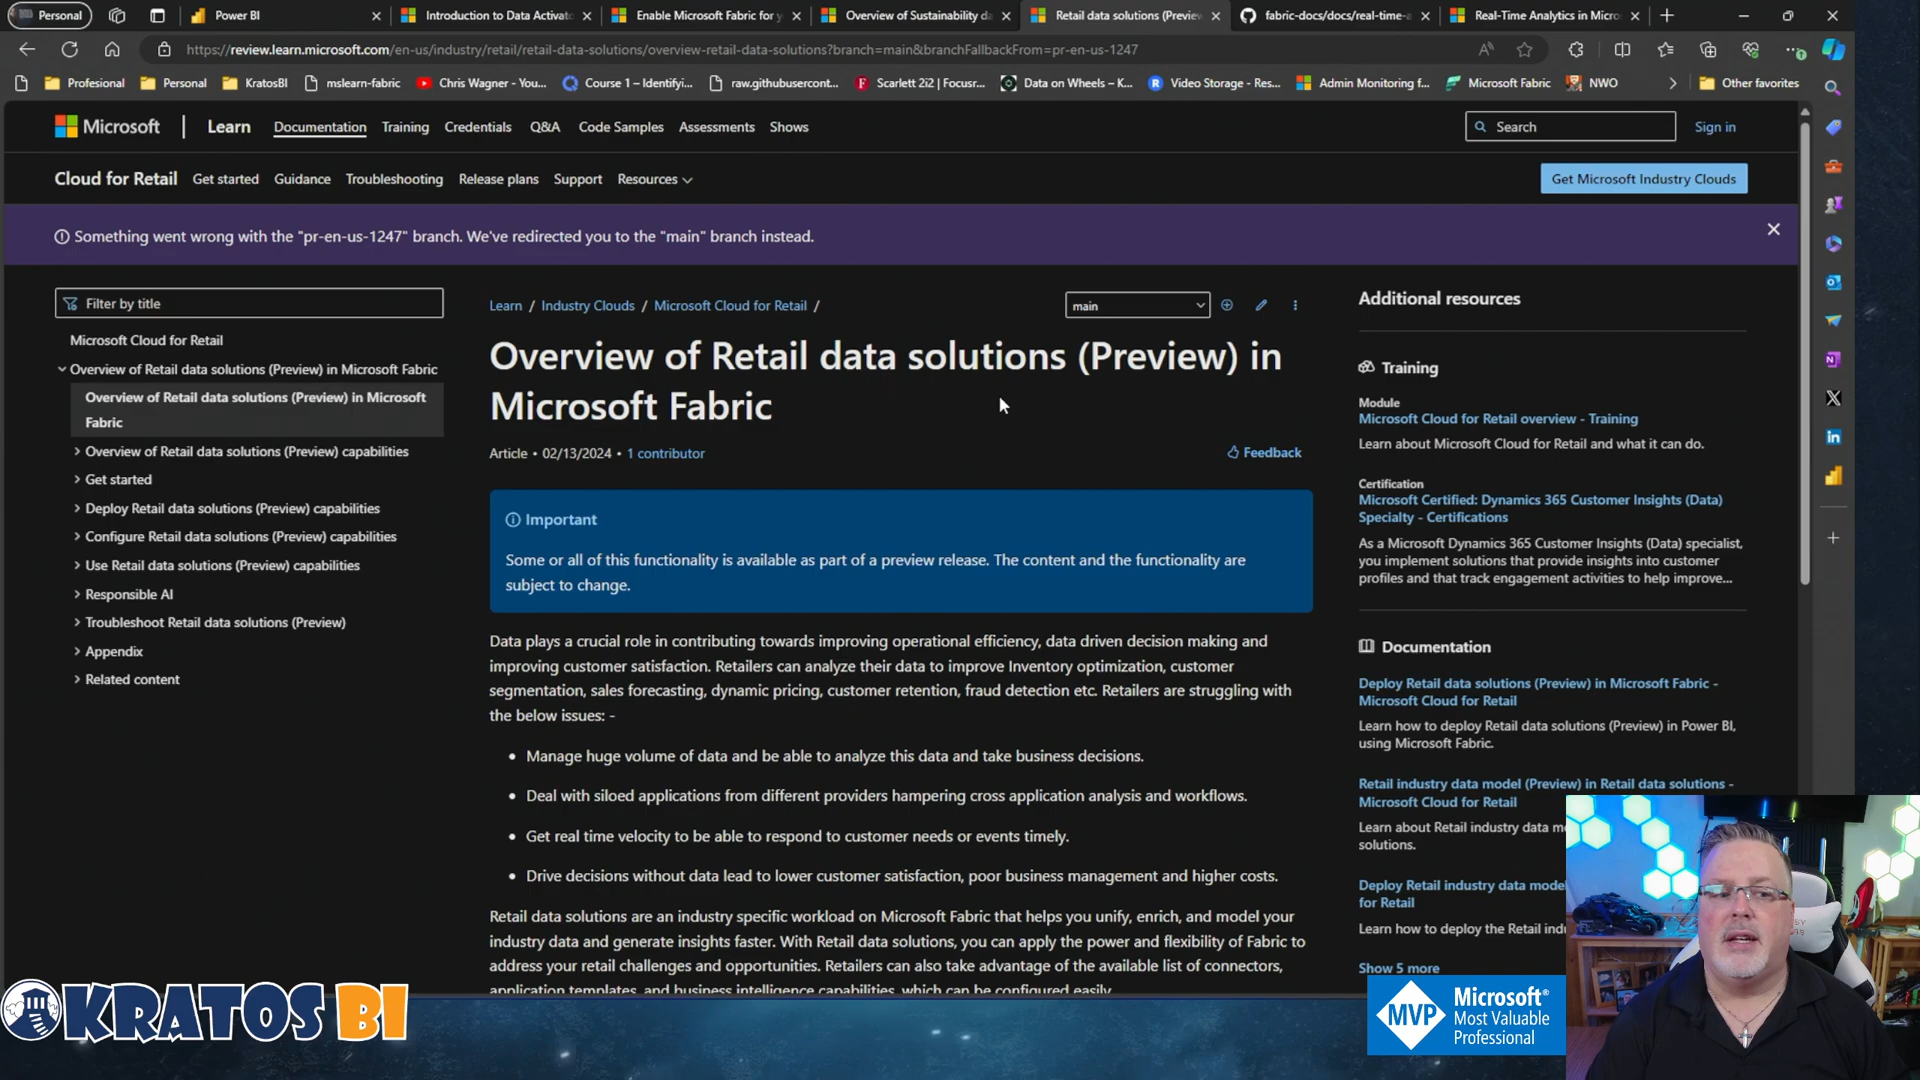 Personal
Power BI
Introduction to Data Activato
Enable Microsoft Fabric for y
Overview of Sustainability da
Retail data solutions (Preview
fabric-docs/docs/real-time-a
Real-Time Analytics in Micro
https://review.learn.microsoft.com/en-us/industry/retail/retail-data-solutions/overview-retail-data-solutions?branch=main&branchFallbackFrom=pr-en-us-1247
Profesional
Personal
KratosBI
mslearn-fabric
Chris Wagner - You...
Course 1 – Identifyi...
raw.githubusercont...
Scarlett 2i2 | Focusr...
Data on Wheels – K...
Video Storage - Res...
Admin Monitoring f...
Microsoft Fabric
NWO
Other favorites
Microsoft
Learn
Documentation
Training
Credentials
Q&A
Code Samples
Assessments
Shows
Search
Sign in
Cloud for Retail
Get started
Guidance
Troubleshooting
Release plans
Support
Resources
Get Microsoft Industry Clouds
Something went wrong with the "pr-en-us-1247" branch. We've redirected you to the "main" branch instead.
Filter by title
Microsoft Cloud for Retail
Overview of Retail data solutions (Preview) in Microsoft Fabric
Overview of Retail data solutions (Preview) in Microsoft
Fabric
Overview of Retail data solutions (Preview) capabilities
Get started
Deploy Retail data solutions (Preview) capabilities
Configure Retail data solutions (Preview) capabilities
Use Retail data solutions (Preview) capabilities
Responsible AI
Troubleshoot Retail data solutions (Preview)
Appendix
Related content
Learn / Industry Clouds / Microsoft Cloud for Retail /
main
Overview of Retail data solutions (Preview) in
Microsoft Fabric
Article • 02/13/2024 • 1 contributor
Feedback
Important
Some or all of this functionality is available as part of a preview release. The content and the functionality are
subject to change.
Data plays a crucial role in contributing towards improving operational efficiency, data driven decision making and
improving customer satisfaction. Retailers can analyze their data to improve Inventory optimization, customer
segmentation, sales forecasting, dynamic pricing, customer retention, fraud detection etc. Retailers are struggling with
the below issues: -
• Manage huge volume of data and be able to analyze this data and take business decisions.
• Deal with siloed applications from different providers hampering cross application analysis and workflows.
• Get real time velocity to be able to respond to customer needs or events timely.
• Drive decisions without data lead to lower customer satisfaction, poor business management and higher costs.
Retail data solutions are an industry specific workload on Microsoft Fabric that helps you unify, enrich, and model your
industry data and generate insights faster. With Retail data solutions, you can apply the power and flexibility of Fabric to
address your retail challenges and opportunities. Retailers can also take advantage of the available list of connectors,
application templates, and business intelligence capabilities, which can be configured easily.
Additional resources
Training
Module
Microsoft Cloud for Retail overview - Training
Learn about Microsoft Cloud for Retail and what it can do.
Certification
Microsoft Certified: Dynamics 365 Customer Insights (Data)
Specialty - Certifications
As a Microsoft Dynamics 365 Customer Insights (Data) specialist,
you implement solutions that provide insights into customer
profiles and that track engagement activities to help improve...
Documentation
Deploy Retail data solutions (Preview) in Microsoft Fabric -
Microsoft Cloud for Retail
Learn how to deploy Retail data solutions (Preview) in Power BI,
using Microsoft Fabric.
Retail industry data model (Preview) in Retail data solutions -
Microsoft Cloud for Retail
Learn about Retail industry data m
solutions.
Deploy Retail industry data mode
for Retail
Learn how to deploy the Retail indu
Show 5 more
KRATOS BI
MVP
Microsoft®
Most Valuable
Professional